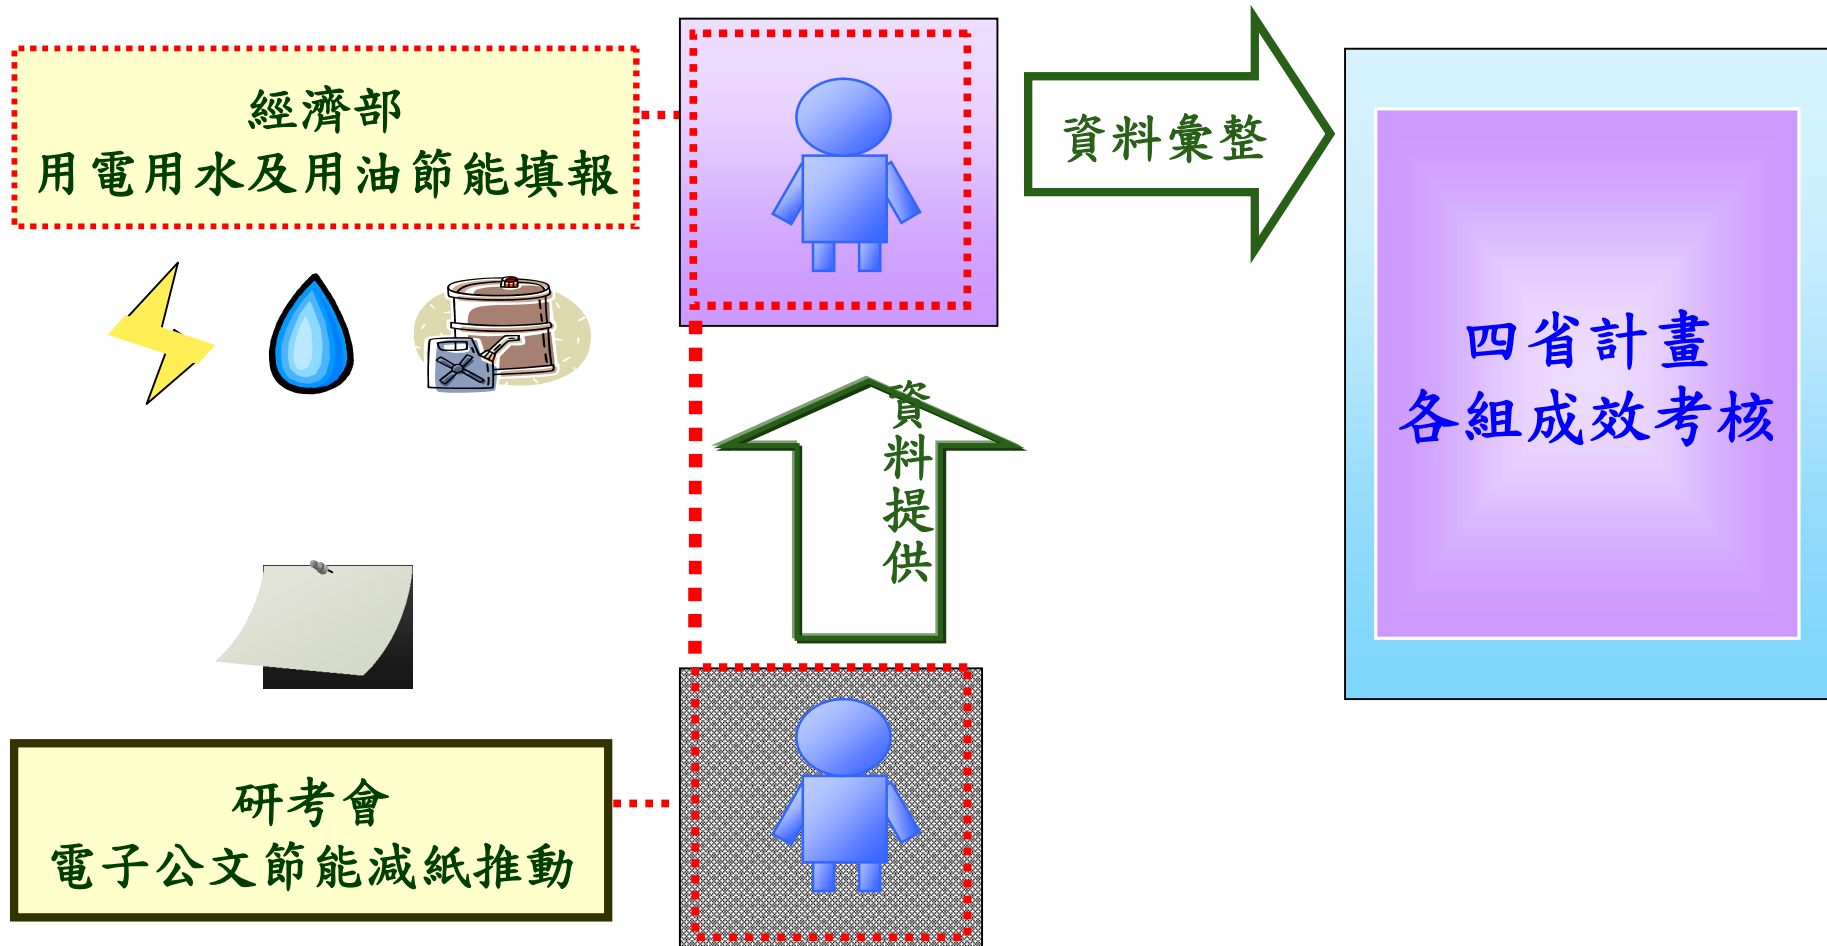 經濟部
用電用水及用油節能填報
資料彙整
四省計畫
各組成效考核
資料提供
研考會
電子公文節能減紙推動